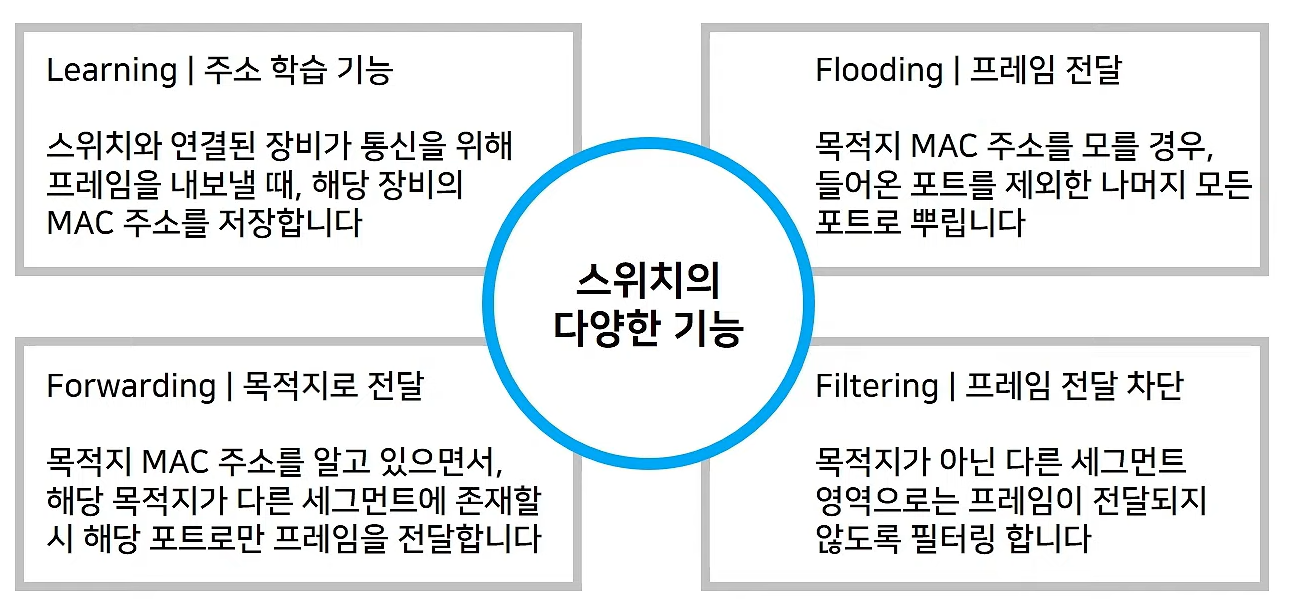 Learning | 주소 학습 기능
스위치와 연결된 장비가 통신을 위해
프레임을 내보낼 때, 해당 장비의
MAC 주소를 저장합니다
Flooding | 프레임 전달
목적지 MAC 주소를 모를 경우,
들어온 포트를 제외한 나머지 모든
포트로 뿌립니다
스위치의
다양한 기능
Forwarding | 목적지로 전달
목적지 MAC 주소를 알고 있으면서,
해당 목적지가 다른 세그먼트에 존재할
시 해당 포트로만 프레임을 전달합니다
Filtering | 프레임 전달 차단
목적지가 아닌 다른 세그먼트
영역으로는 프레임이 전달되지
않도록 필터링 합니다